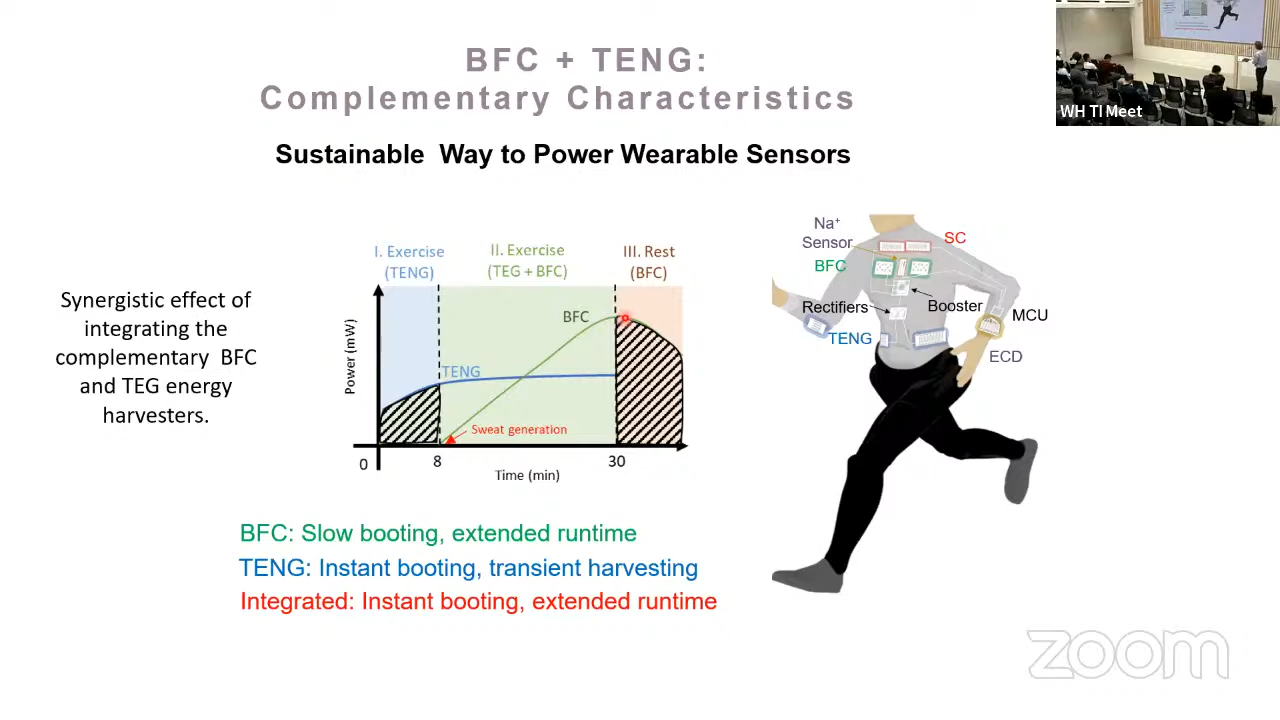 BFC + TENG:
Complementary Characteristics
Sustainable Way to Power Wearable Sensors
WH TI Meet
Synergistic effect of
integrating the
complementary BFC
and TEG energy
harvesters.
I. Exercise
(TENG)
II. Exercise
(TEG + BFC)
III. Rest
(BFC)
Power (mW)
BFC
TENG
Sweat generation
0
8
30
Time (min)
Na⁺
Sensor
SC
BFC
Rectifiers
Booster
MCU
TENG
ECD
BFC: Slow booting, extended runtime
TENG: Instant booting, transient harvesting
Integrated: Instant booting, extended runtime
zoom